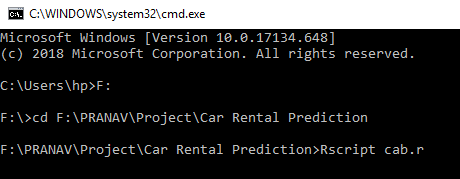 C:\WINDOWS\system32\cmd.exe
Microsoft Windows [Version 10.0.17134.648]
(c) 2018 Microsoft Corporation. All rights reserved.
C:\Users\hp>F:
F:\>cd F:\PRANAV\Project\Car Rental Prediction
F:\PRANAV\Project\Car Rental Prediction>Rscript cab.r